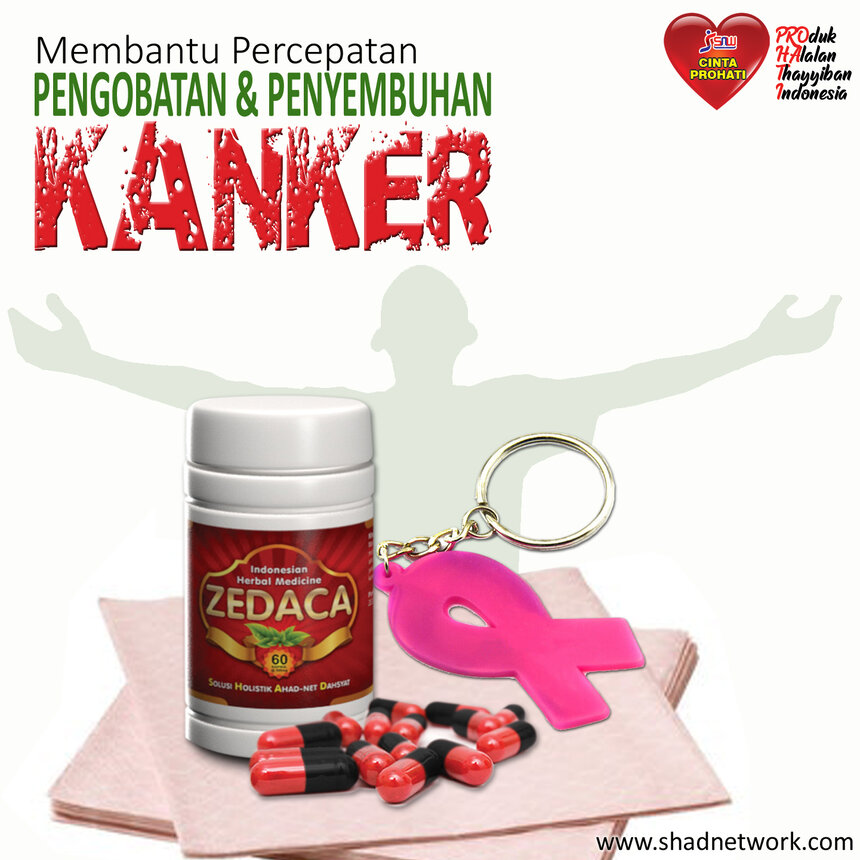 Membantu Percepatan
PENGOBATAN & PENYEMBUHAN
KANKER
CINTA
PROHATI
PROduk
HAlalan
Thayyiban
Indonesia
Indonesian
Herbal Medicine
ZEDACA
60
SOLUSI HOLISTIK AHAD-NET DAHSYAT
www.shadnetwork.com